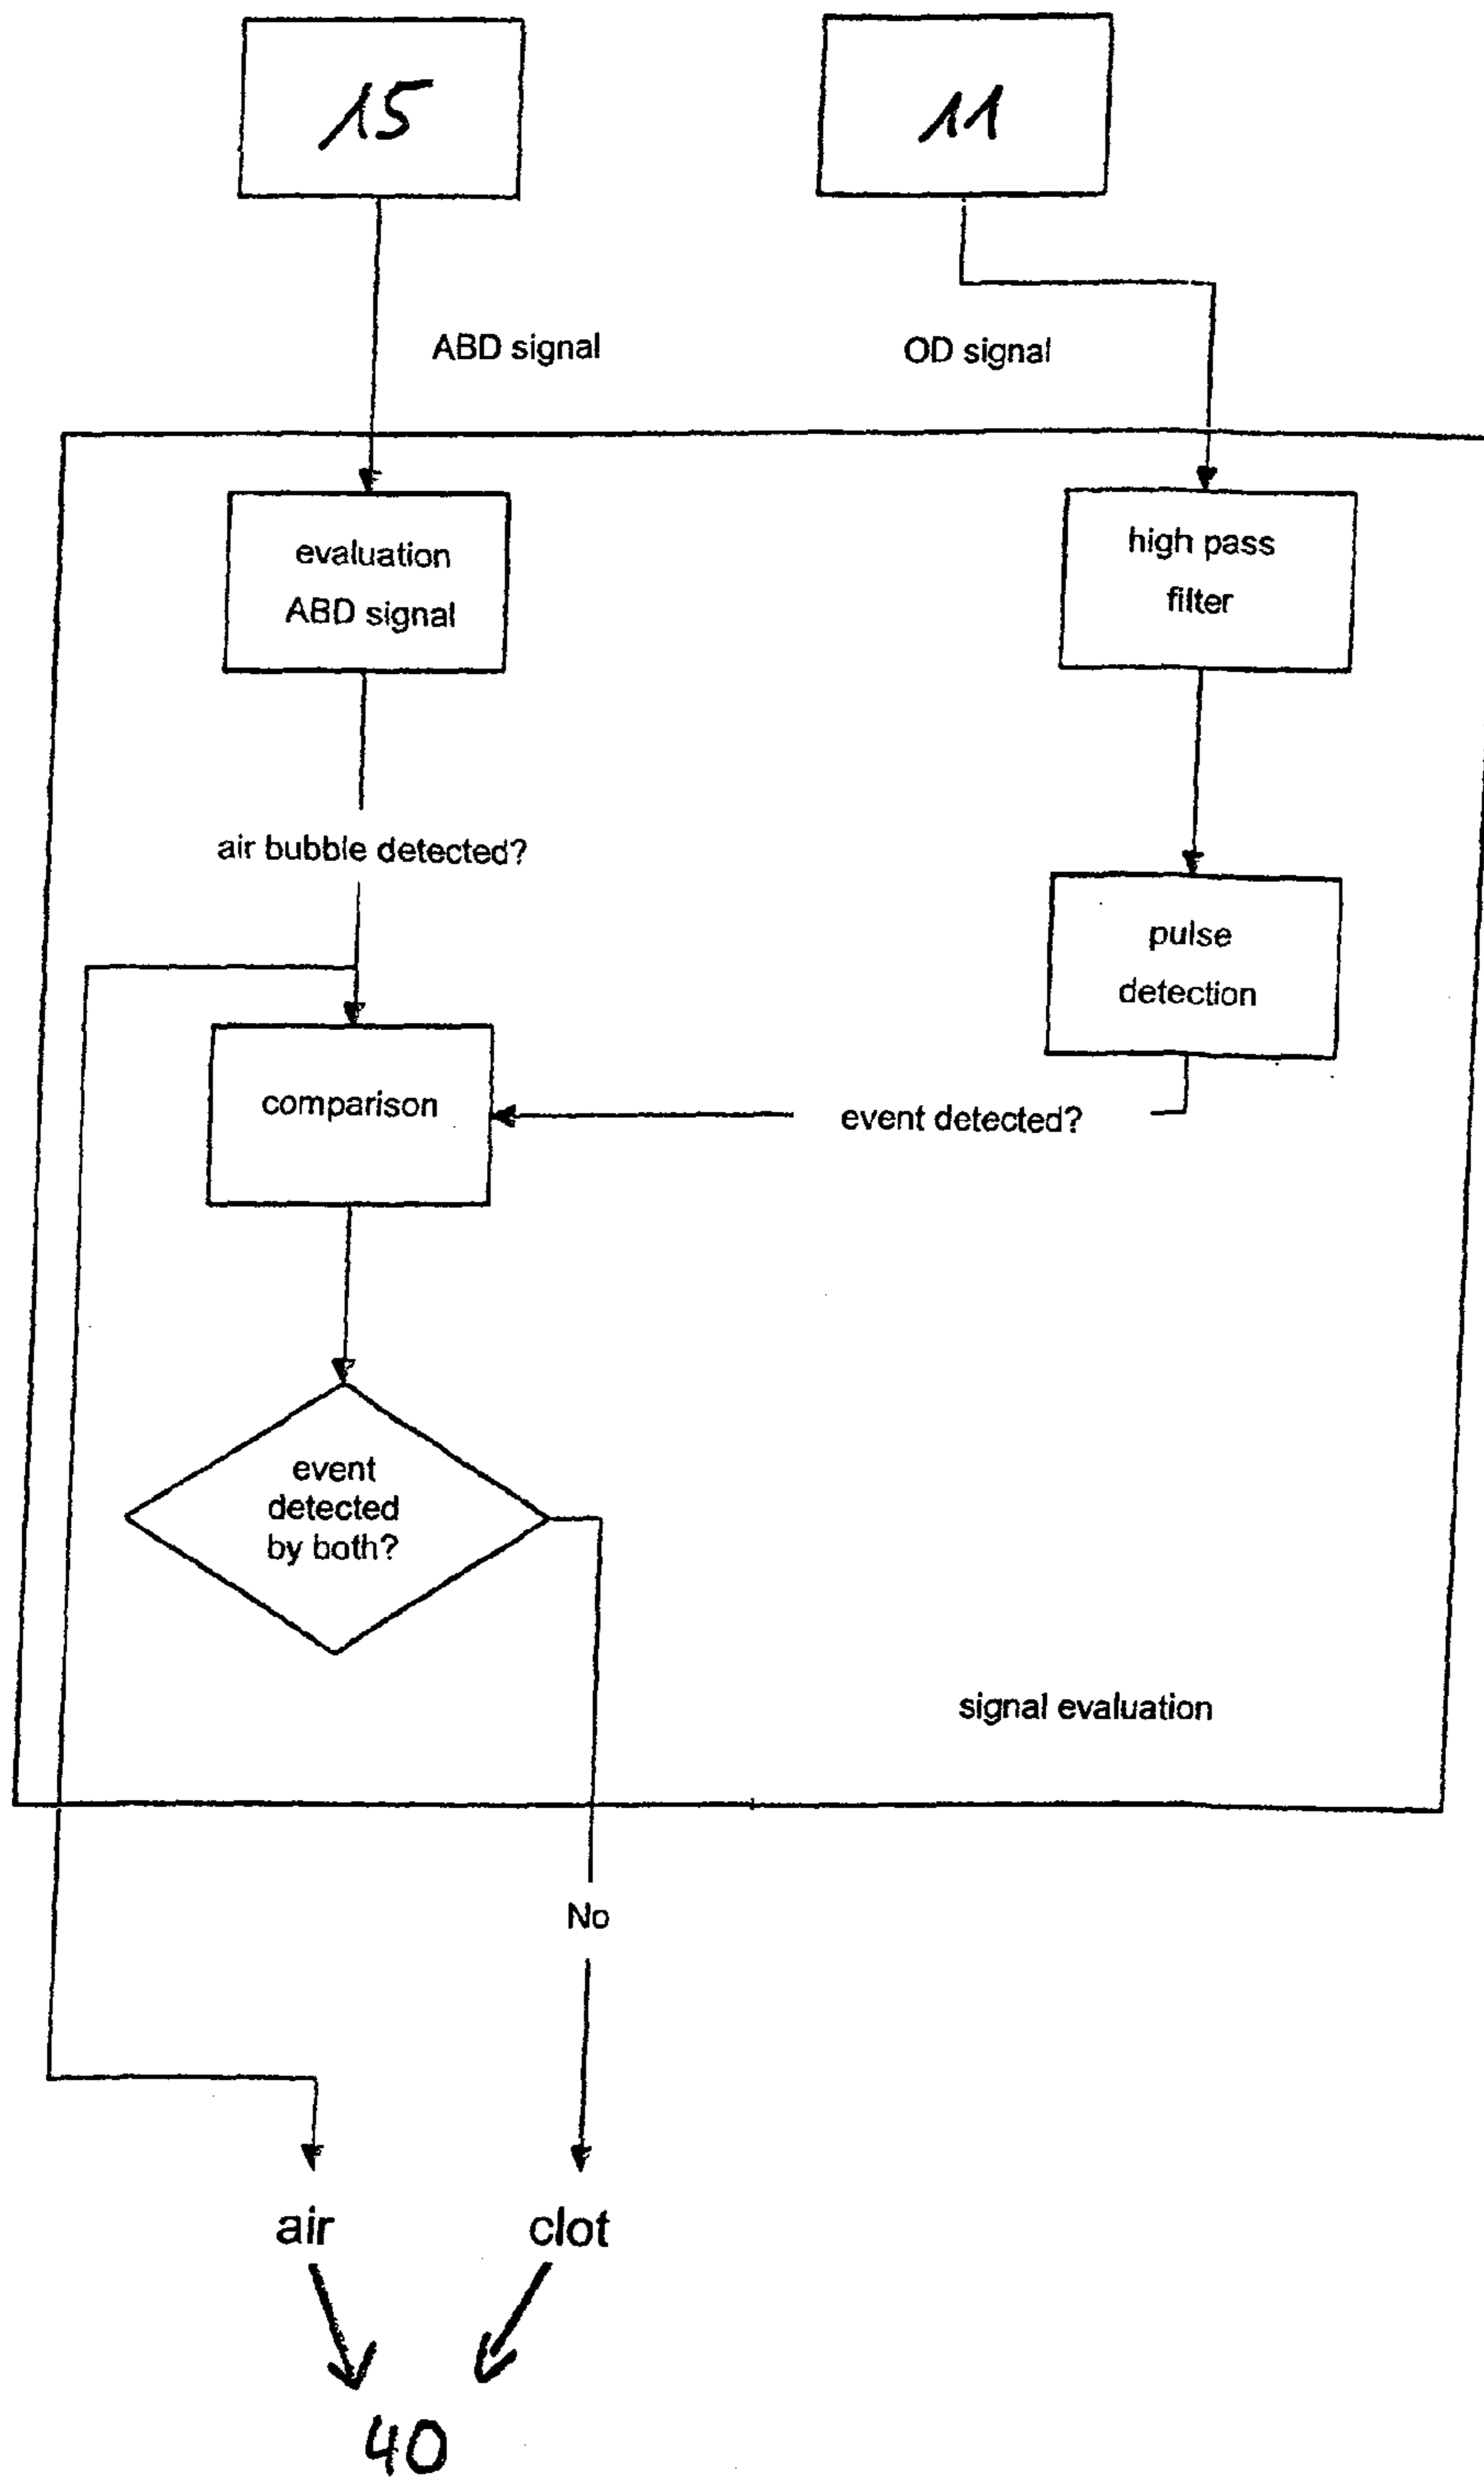 15
11
ABD signal
OD signal
evaluation
ABD signal
high pass
filter
air bubble detected?
pulse
detection
comparison
event detected?
event
detected
by both?
signal evaluation
No
air
clot
40